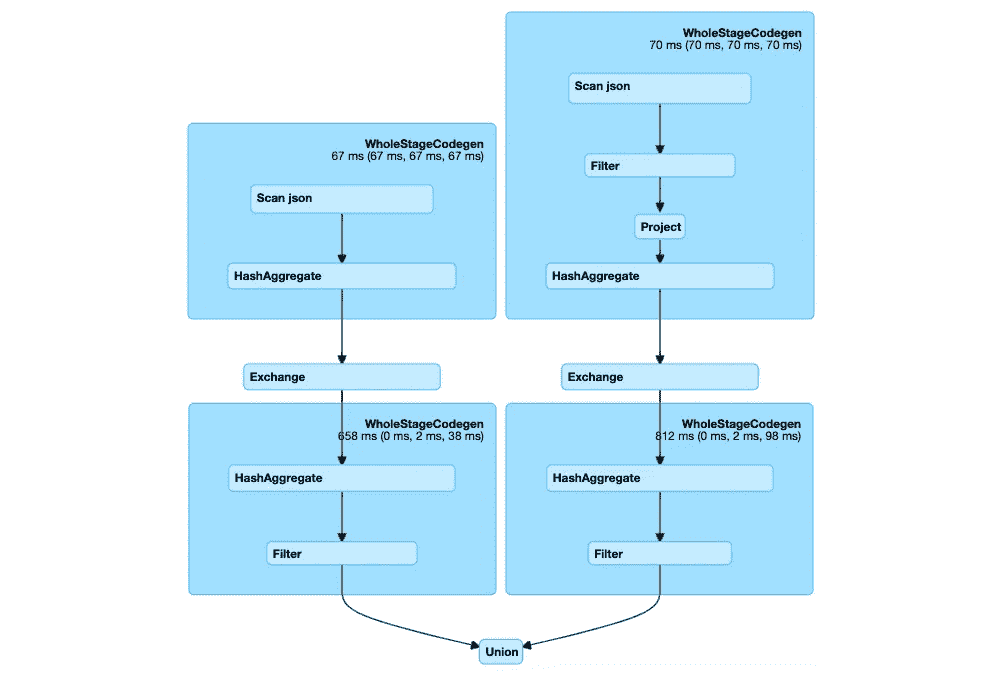 WholeStageCodegen
67 ms (67 ms, 67 ms, 67 ms)
Scan json
HashAggregate
Exchange
WholeStageCodegen
658 ms (0 ms, 2 ms, 38 ms)
HashAggregate
Filter
WholeStageCodegen
70 ms (70 ms, 70 ms, 70 ms)
Scan json
Filter
Project
HashAggregate
Exchange
WholeStageCodegen
812 ms (0 ms, 2 ms, 98 ms)
HashAggregate
Filter
Union